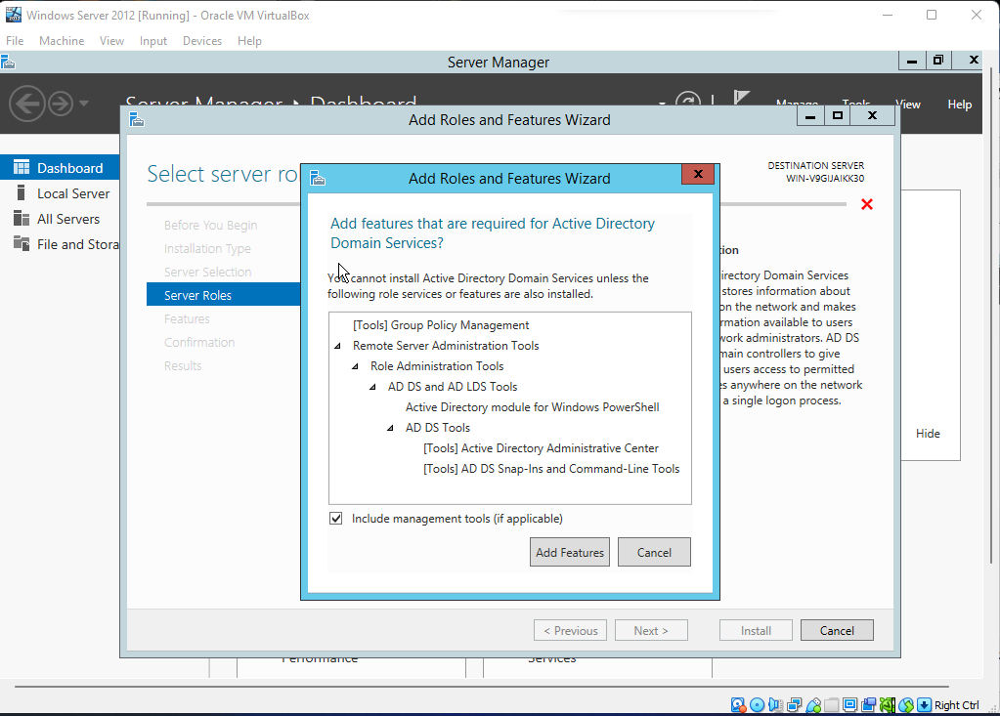 Windows Server 2012 [Running] - Oracle VM VirtualBox
File Machine View Input Devices Help
Server Manager
Server Manager Dashboard
Manage Tools View Help
Add Roles and Features Wizard
Dashboard
Local Server
All Servers
File and Stora
Select server ro
DESTINATION SERVER
WIN-V9GIJAIKK30
Before You Begin
Installation Type
Server Selection
Server Roles
Features
Confirmation
Results
Add Roles and Features Wizard
Add features that are required for Active Directory
Domain Services?
You cannot install Active Directory Domain Services unless the
following role services or features are also installed.
[Tools] Group Policy Management
Remote Server Administration Tools
Role Administration Tools
AD DS and AD LDS Tools
Active Directory module for Windows PowerShell
AD DS Tools
[Tools] Active Directory Administrative Center
[Tools] AD DS Snap-Ins and Command-Line Tools
Include management tools (if applicable)
Add Features Cancel
tion
irectory Domain Services
stores information about
on the network and makes
rmation available to users
work administrators. AD DS
main controllers to give
users access to permitted
es anywhere on the network
a single logon process.
Hide
< Previous Next > Install Cancel
Performance
Services
Right Ctrl